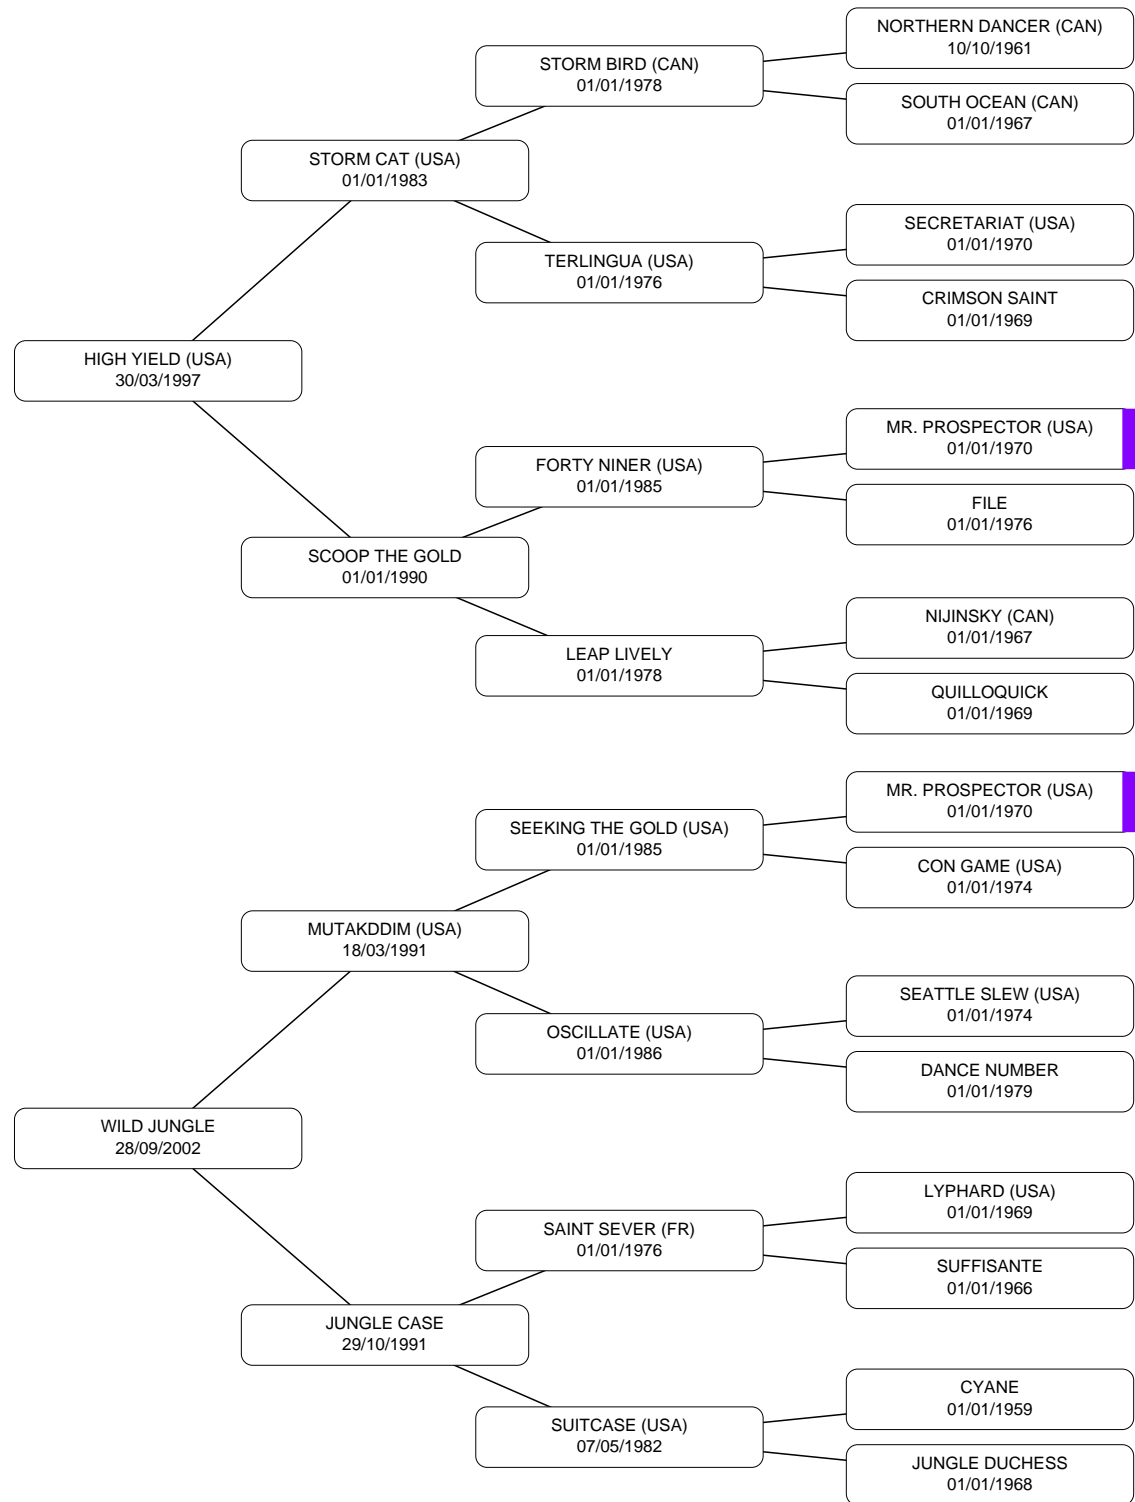 NORTHERN DANCER (CAN)
10/10/1961
STORM BIRD (CAN)
01/01/1978
SOUTH OCEAN (CAN)
01/01/1967
STORM CAT (USA)
01/01/1983
SECRETARIAT (USA)
01/01/1970
TERLINGUA (USA)
01/01/1976
CRIMSON SAINT
01/01/1969
HIGH YIELD (USA)
30/03/1997
MR. PROSPECTOR (USA)
01/01/1970
FORTY NINER (USA)
01/01/1985
FILE
01/01/1976
SCOOP THE GOLD
01/01/1990
NIJINSKY (CAN)
01/01/1967
LEAP LIVELY
01/01/1978
QUILLOQUICK
01/01/1969
MR. PROSPECTOR (USA)
01/01/1970
SEEKING THE GOLD (USA)
01/01/1985
CON GAME (USA)
01/01/1974
MUTAKDDIM (USA)
18/03/1991
SEATTLE SLEW (USA)
01/01/1974
OSCILLATE (USA)
01/01/1986
DANCE NUMBER
01/01/1979
WILD JUNGLE
28/09/2002
LYPHARD (USA)
01/01/1969
SAINT SEVER (FR)
01/01/1976
SUFFISANTE
01/01/1966
JUNGLE CASE
29/10/1991
CYANE
01/01/1959
SUITCASE (USA)
07/05/1982
JUNGLE DUCHESS
01/01/1968